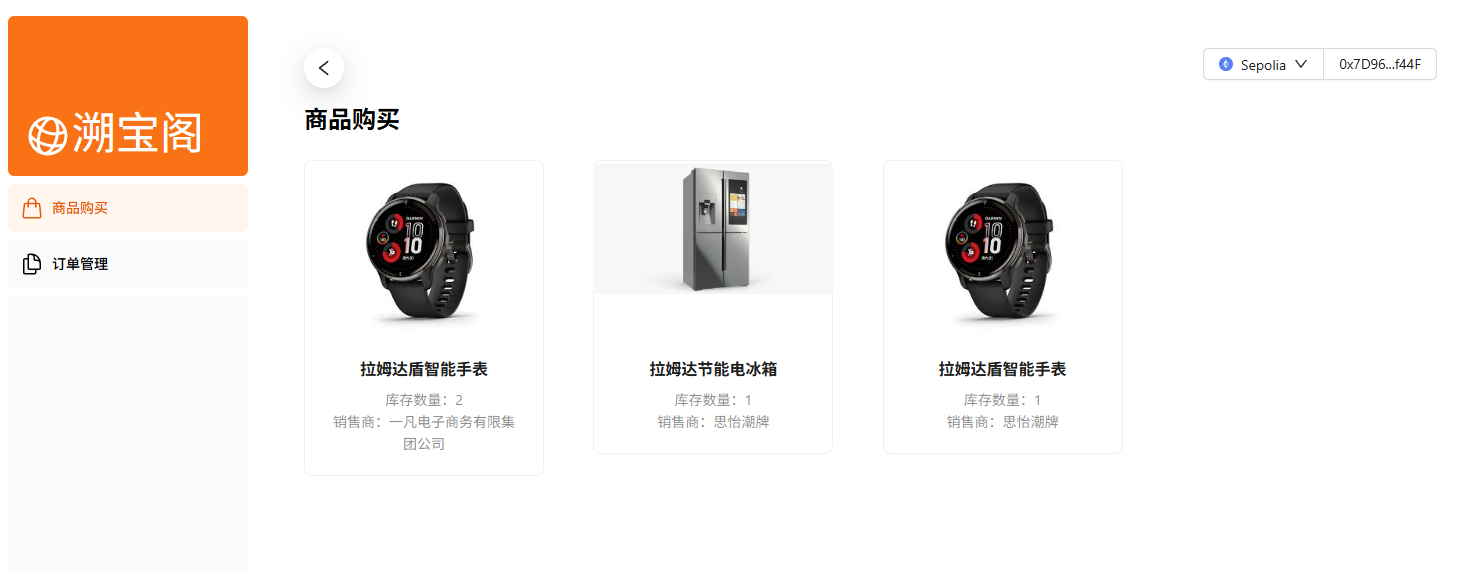 溯宝阁
商品购买
订单管理
Sepolia
0x7D96...f44F
商品购买
GARMIN
10
10
拉姆达盾智能手表
库存数量：2
销售商：一凡电子商务有限集
团公司
拉姆达节能电冰箱
库存数量：1
销售商：思怡潮牌
GARMIN
10
10
拉姆达盾智能手表
库存数量：1
销售商：思怡潮牌